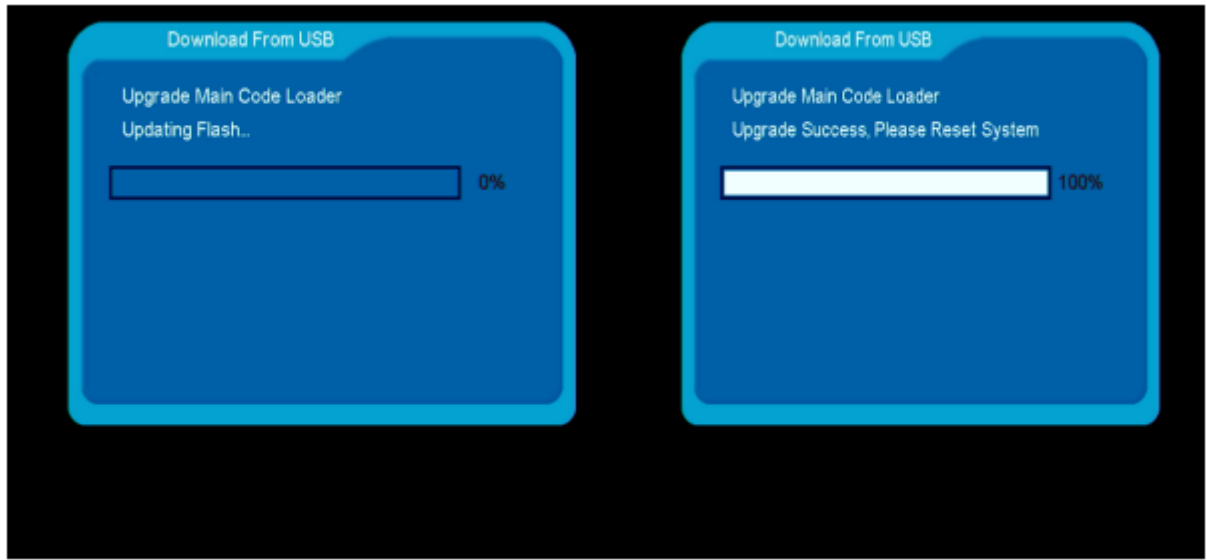 Download From USB
Upgrade Main Code Loader
Updating Flash..
0%
Download From USB
Upgrade Main Code Loader
Upgrade Success, Please Reset System
100%